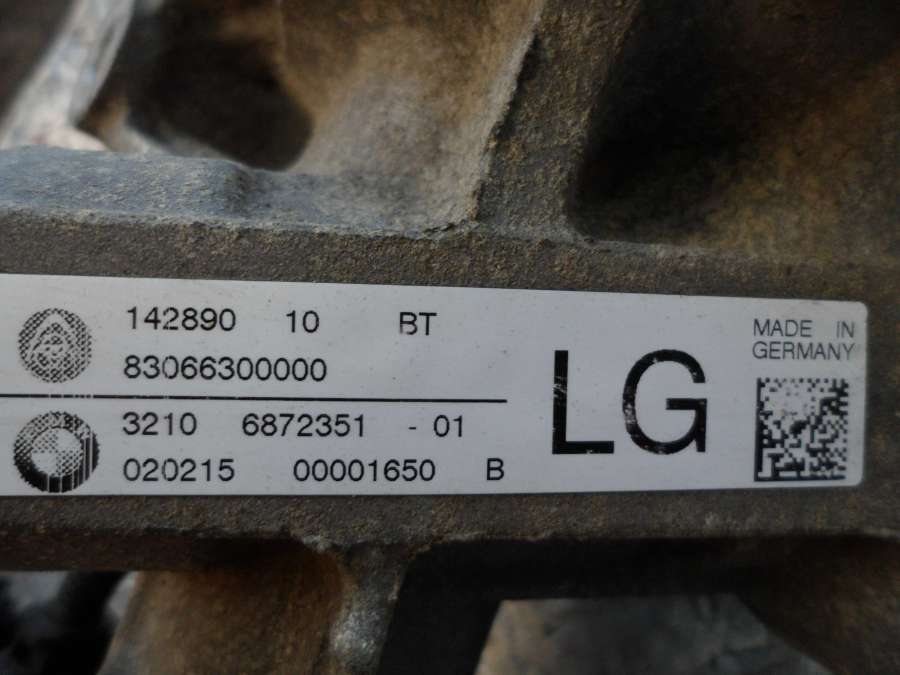 142890 10 BT
83066300000
3210 6872351 - 01
020215 00001650 B
LG
MADE IN
GERMANY